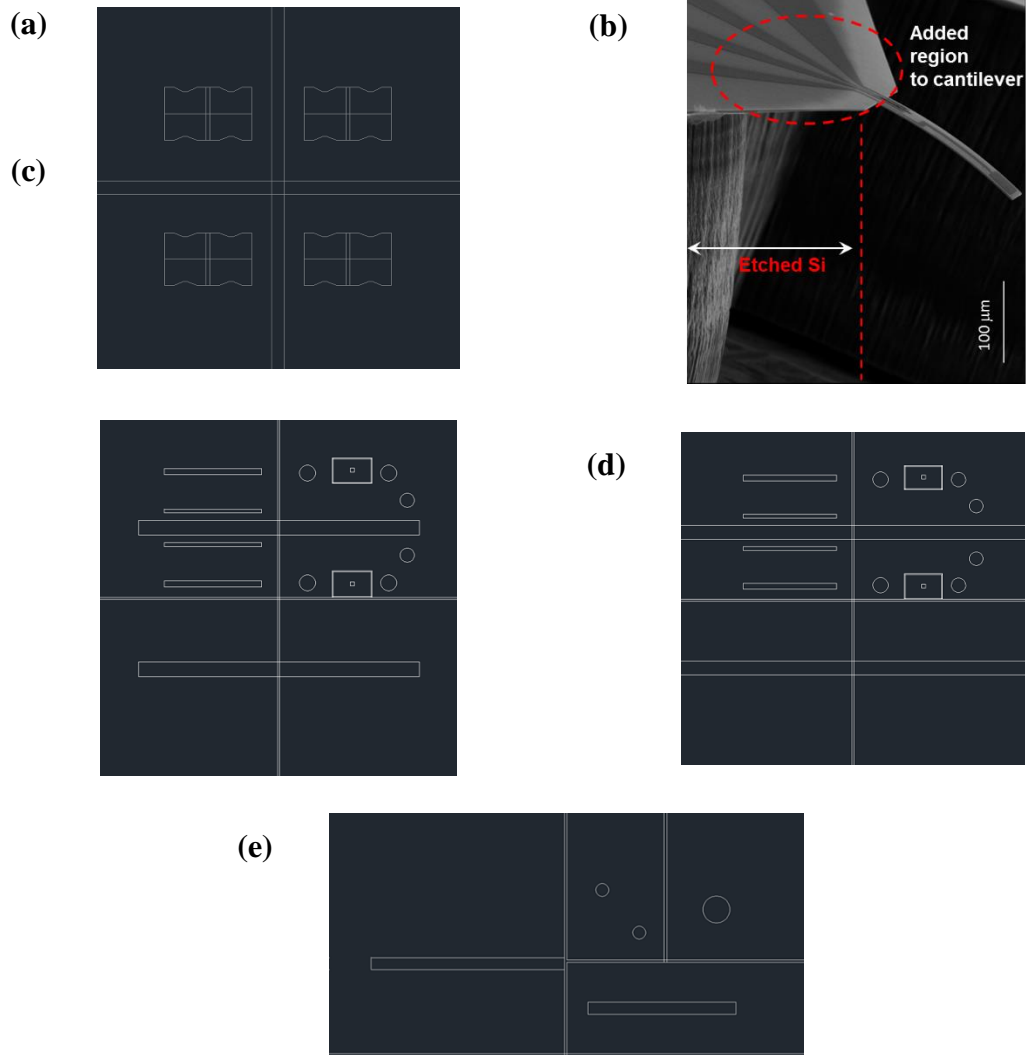 (a)
(b)
Added
region
to cantilever
(c)
Etched Si
100 μm
(d)
(e)